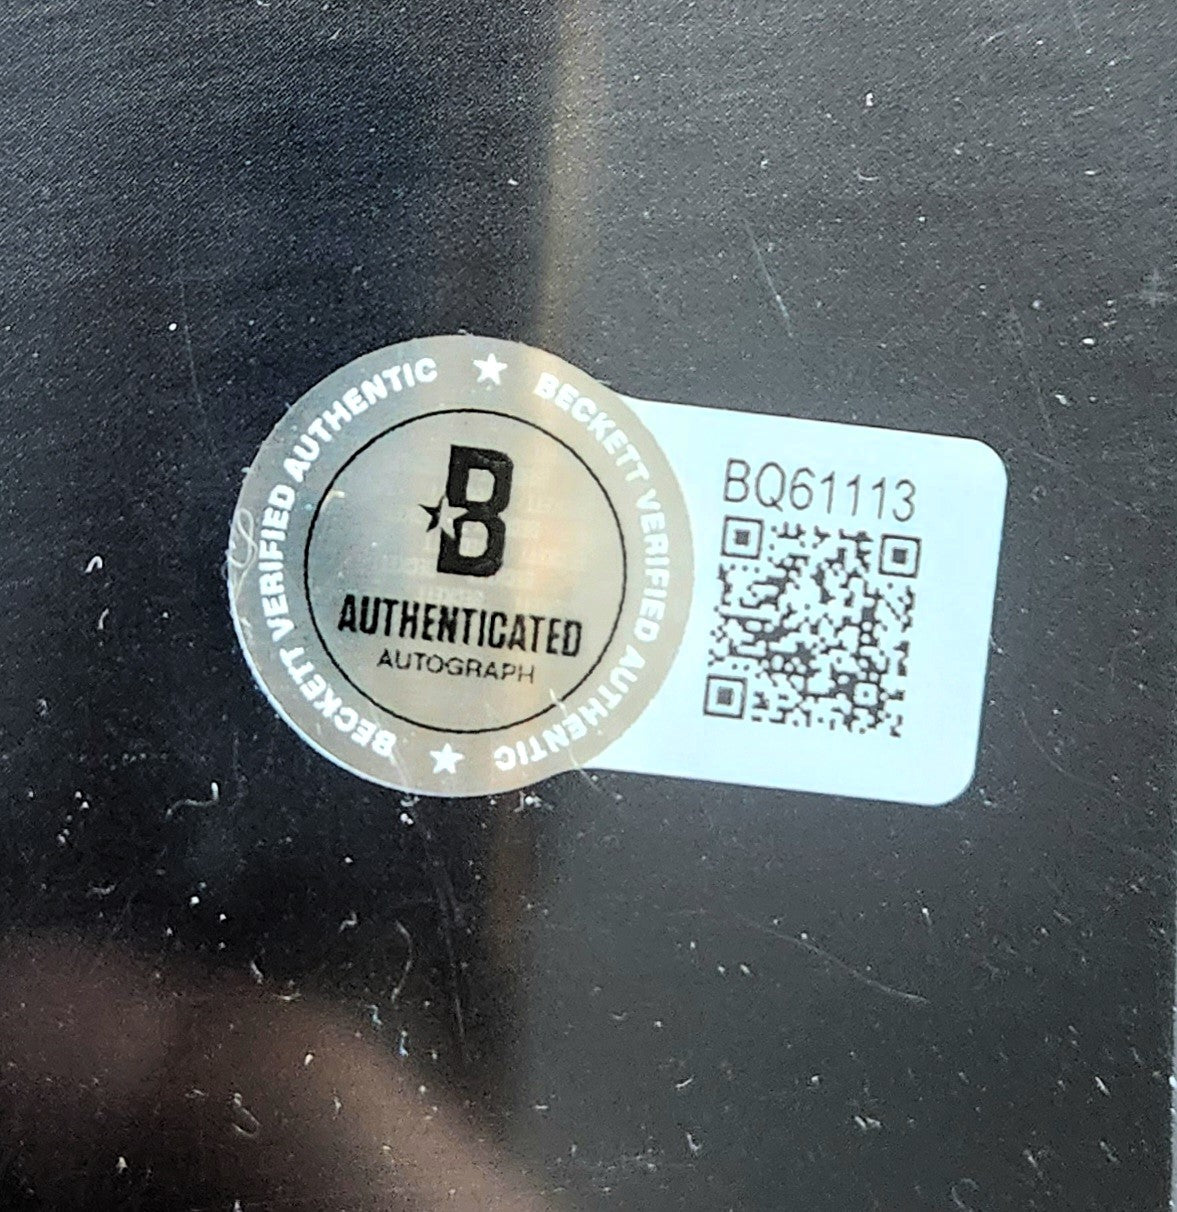 BECKETT VERIFIED AUTHENTIC ★ BECKETT VERIFIED AUTHENTIC ★
B
AUTHENTICATED
AUTOGRAPH
BQ61113